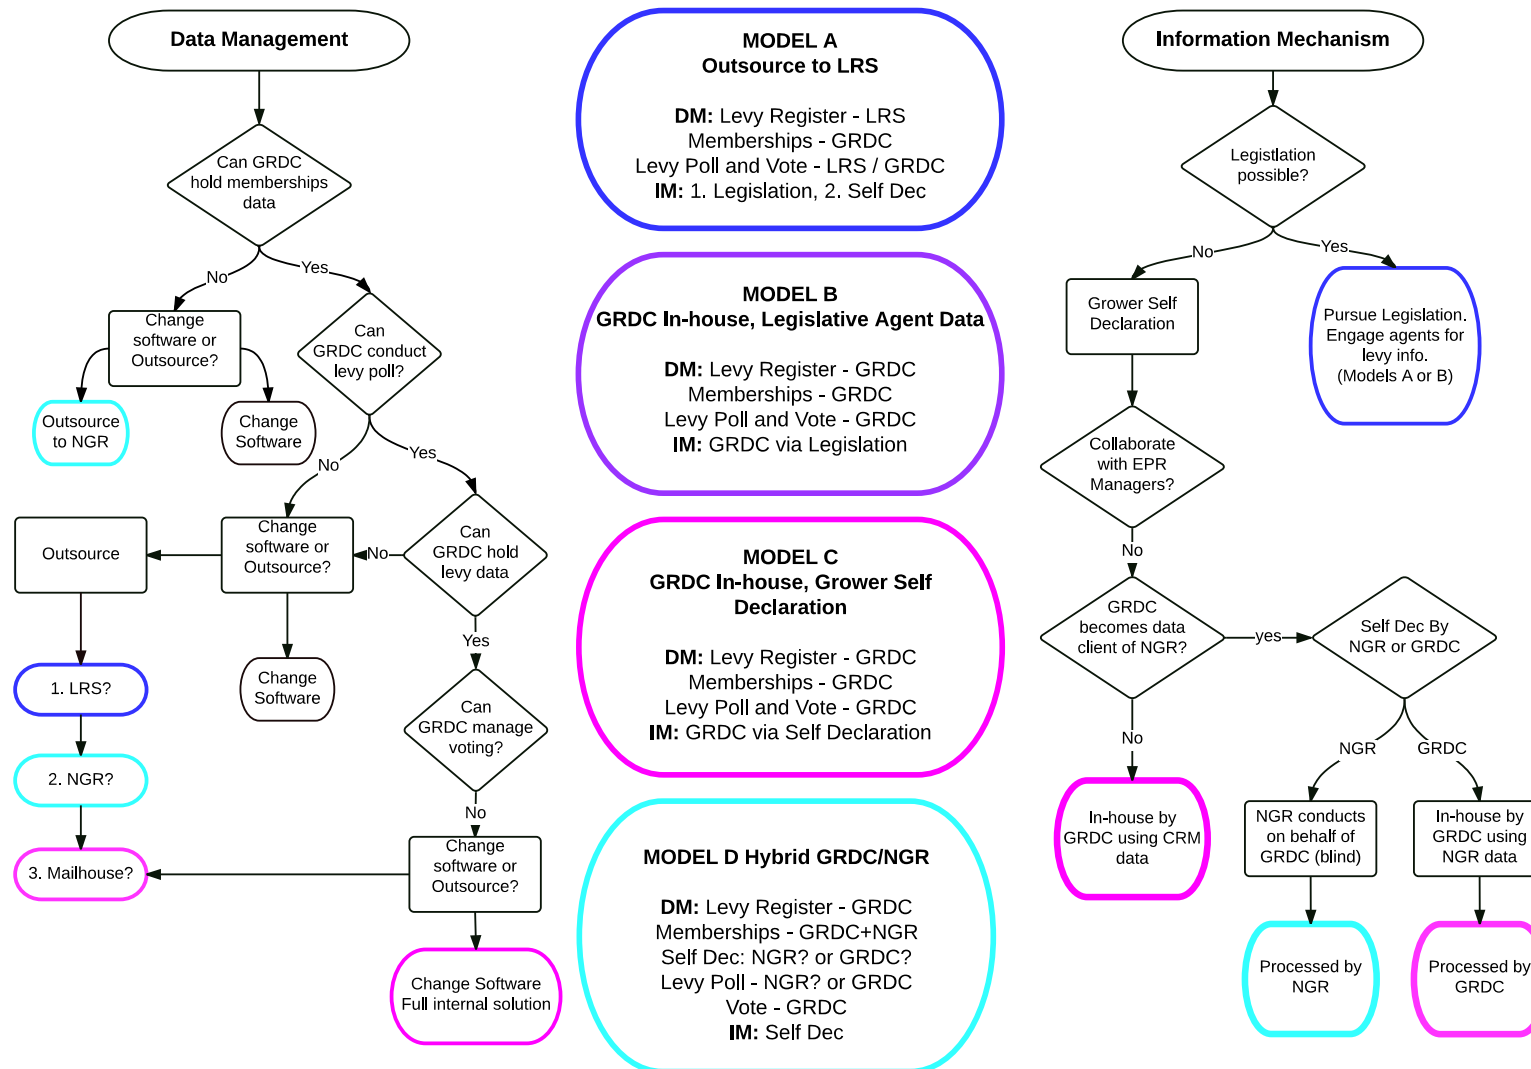 Data Management
Can GRDC
hold memberships
data
No
Yes
Change
software or
Outsource?
Can
GRDC conduct
levy poll?
Outsource
to NGR
Change
Software
No
Yes
Outsource
Change
software or
Outsource?
No
Can
GRDC hold
levy data
Yes
1. LRS?
Change
Software
Can
GRDC manage
voting?
2. NGR?
No
3. Mailhouse?
Change
software or
Outsource?
Change Software
Full internal solution
MODEL A
Outsource to LRS
DM: Levy Register - LRS
Memberships - GRDC
Levy Poll and Vote - LRS / GRDC
IM: 1. Legislation, 2. Self Dec
MODEL B
GRDC In-house, Legislative Agent Data
DM: Levy Register - GRDC
Memberships - GRDC
Levy Poll and Vote - GRDC
IM: GRDC via Legislation
MODEL C
GRDC In-house, Grower Self
Declaration
DM: Levy Register - GRDC
Memberships - GRDC
Levy Poll and Vote - GRDC
IM: GRDC via Self Declaration
MODEL D Hybrid GRDC/NGR
DM: Levy Register - GRDC
Memberships - GRDC+NGR
Self Dec: NGR? or GRDC?
Levy Poll - NGR? or GRDC
Vote - GRDC
IM: Self Dec
Information Mechanism
Legistlation
possible?
No
Yes
Grower Self
Declaration
Pursue Legislation.
Engage agents for
levy info.
(Models A or B)
Collaborate
with EPR
Managers?
No
GRDC
becomes data
client of NGR?
yes
Self Dec By
NGR or GRDC
No
NGR
GRDC
In-house by
GRDC using CRM
data
NGR conducts
on behalf of
GRDC (blind)
In-house by
GRDC using
NGR data
Processed by
NGR
Processed by
GRDC